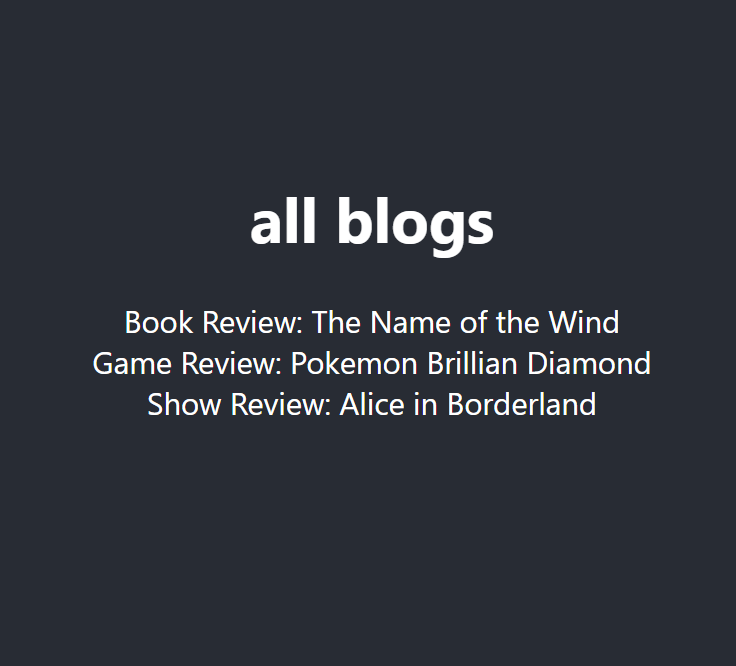 all blogs
Book Review: The Name of the Wind
Game Review: Pokemon Brillian Diamond
Show Review: Alice in Borderland